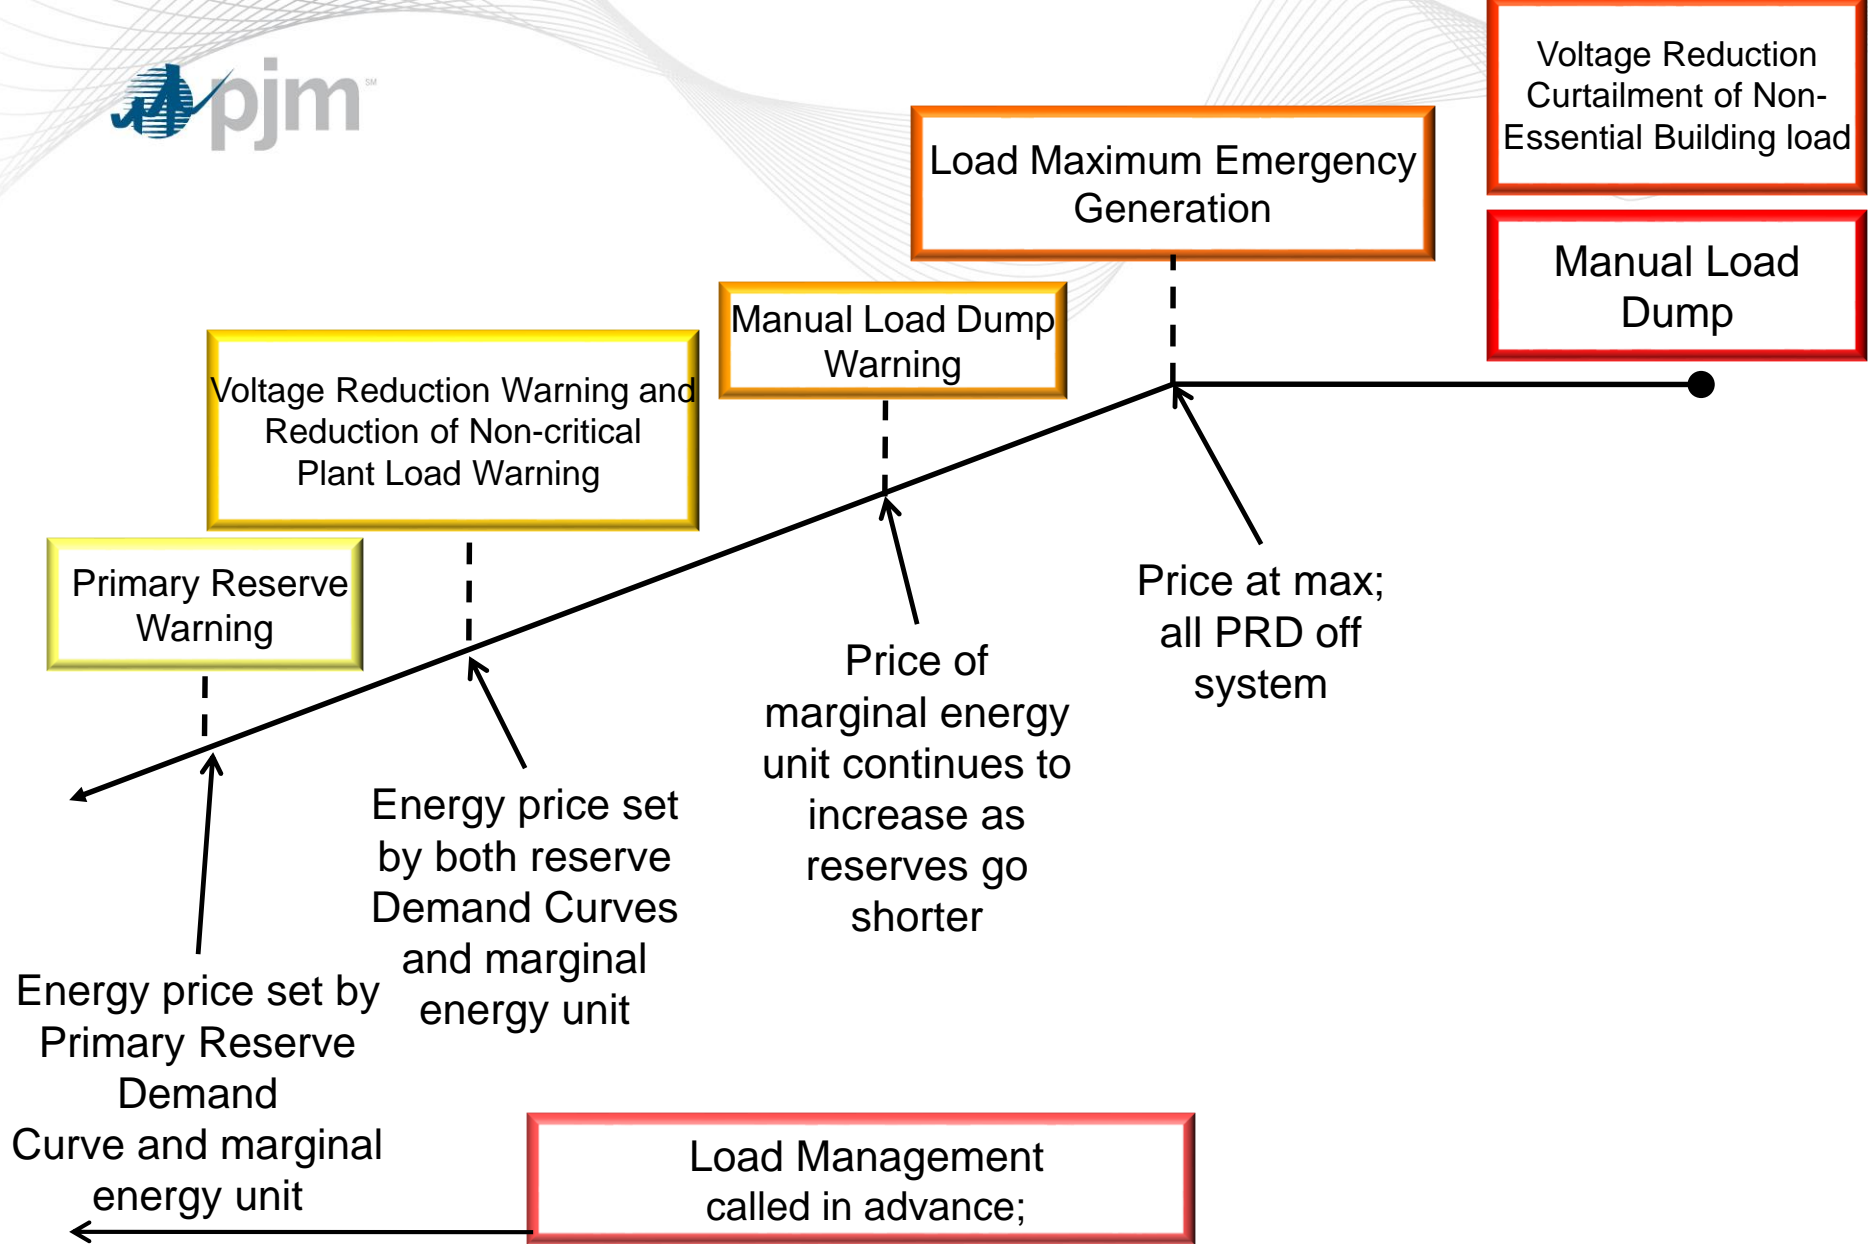 pjm SM
Voltage Reduction
Curtailment of Non-
Essential Building load
Load Maximum Emergency
Generation
Manual Load
Dump
Manual Load Dump
Warning
Voltage Reduction Warning and
Reduction of Non-critical
Plant Load Warning
Primary Reserve
Warning
Price at max;
all PRD off
system
Price of
marginal energy
unit continues to
increase as
reserves go
shorter
Energy price set
by both reserve
Demand Curves
and marginal
energy unit
Energy price set by
Primary Reserve
Demand
Curve and marginal
energy unit
Load Management
called in advance;